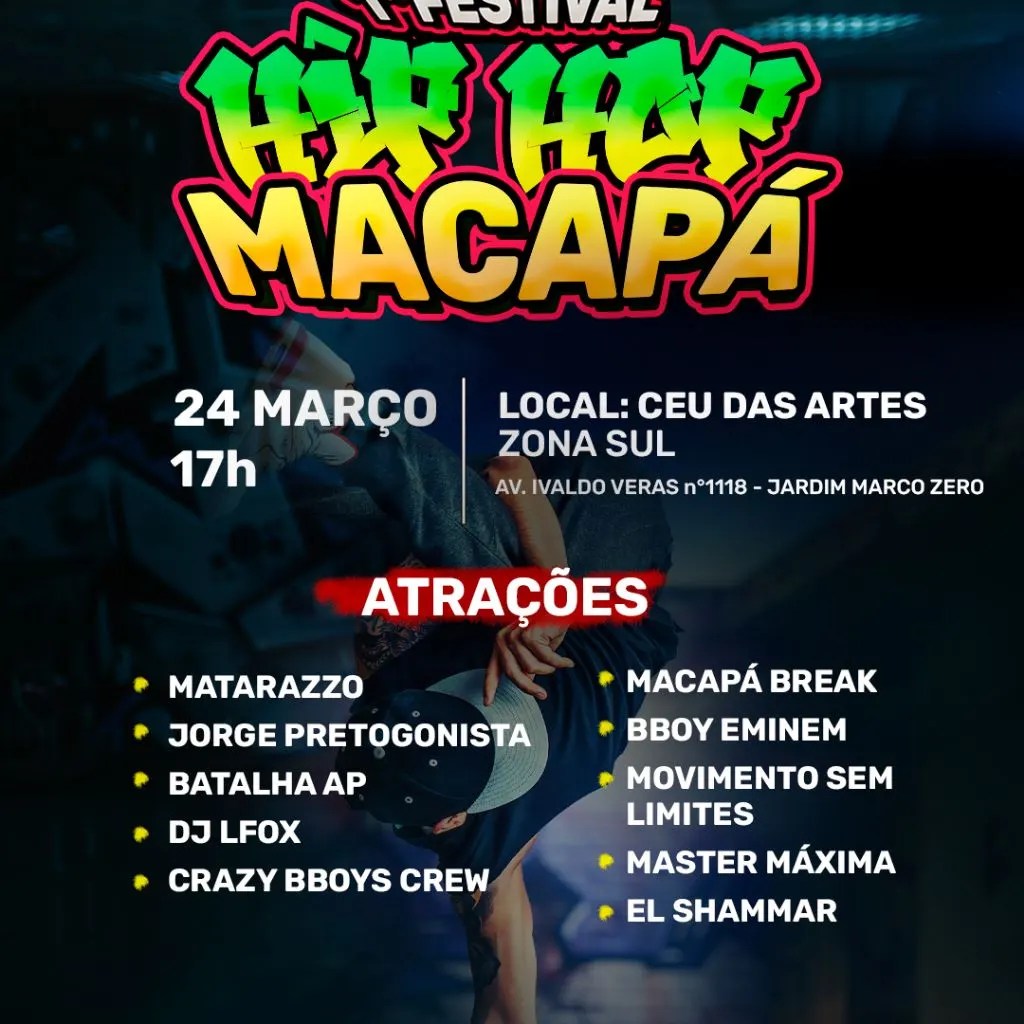 FESTIVAL
HIP HOP
MACAPÁ
24 MARÇO
17h
LOCAL: CEU DAS ARTES
ZONA SUL
AV. IVALDO VERAS n°1118 - JARDIM MARCO ZERO
ATRAÇÕES
MATARAZZO
JORGE PRETOGONISTA
BATALHA AP
DJ LFOX
CRAZY BBOYS CREW
MACAPÁ BREAK
BBOY EMINEM
MOVIMENTO SEM
LIMITES
MASTER MÁXIMA
EL SHAMMAR